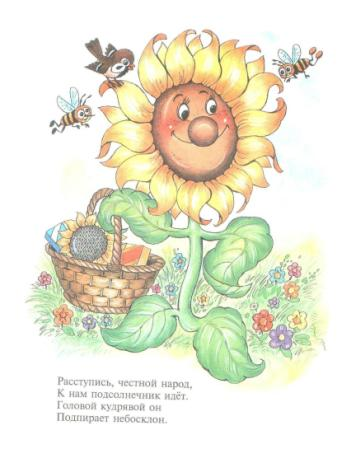 Расступись, честной народ,
К нам подсолнечник идёт.
Головой кудрявой он
Подпирает небосклон.